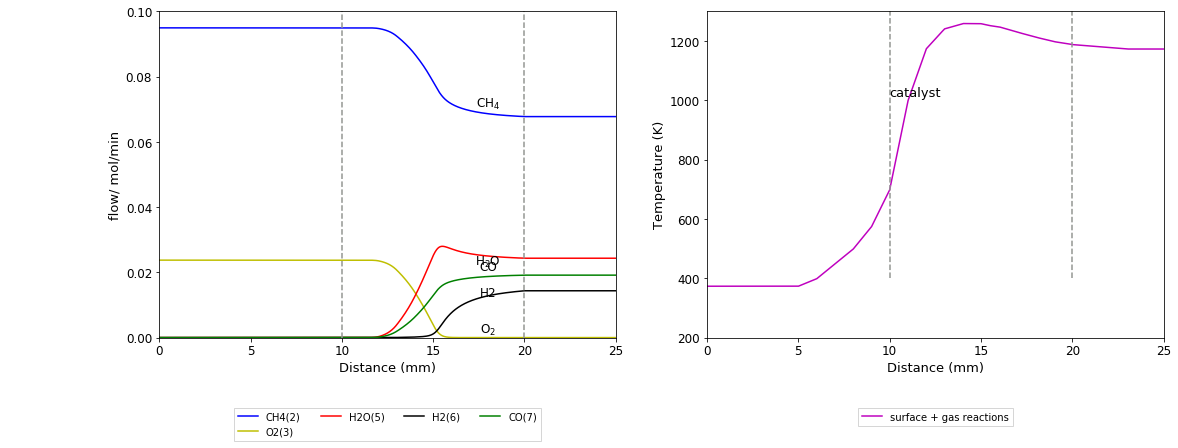 0.10
0.08
0.06
0.04
0.02
0.00
flow/ mol/min
CH₄
H₂O
CO
H2
O₂
0 5 10 15 20 25
Distance (mm)
CH4(2) H2O(5) H2(6) CO(7)
O2(3)
1200
1000
800
600
400
200
Temperature (K)
catalyst
0 5 10 15 20 25
Distance (mm)
surface + gas reactions